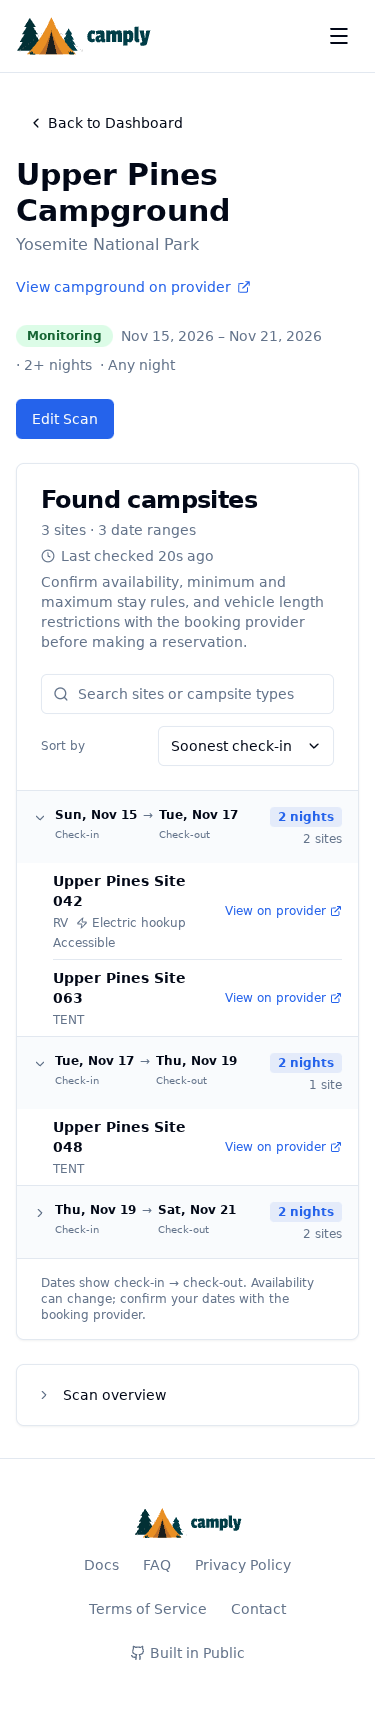 camply
Back to Dashboard
Upper Pines
Campground
Yosemite National Park
View campground on provider
Monitoring Nov 15, 2026 – Nov 21, 2026
· 2+ nights · Any night
Edit Scan
Found campsites
3 sites · 3 date ranges
Last checked 20s ago
Confirm availability, minimum and
maximum stay rules, and vehicle length
restrictions with the booking provider
before making a reservation.
Search sites or campsite types
Sort by Soonest check-in
Sun, Nov 15 → Tue, Nov 17 2 nights
Check-in Check-out 2 sites
Upper Pines Site
042
RV Electric hookup
Accessible
View on provider
Upper Pines Site
063
TENT
View on provider
Tue, Nov 17 → Thu, Nov 19 2 nights
Check-in Check-out 1 site
Upper Pines Site
048
TENT
View on provider
Thu, Nov 19 → Sat, Nov 21 2 nights
Check-in Check-out 2 sites
Dates show check-in → check-out. Availability
can change; confirm your dates with the
booking provider.
Scan overview
camply
Docs FAQ Privacy Policy
Terms of Service Contact
Built in Public